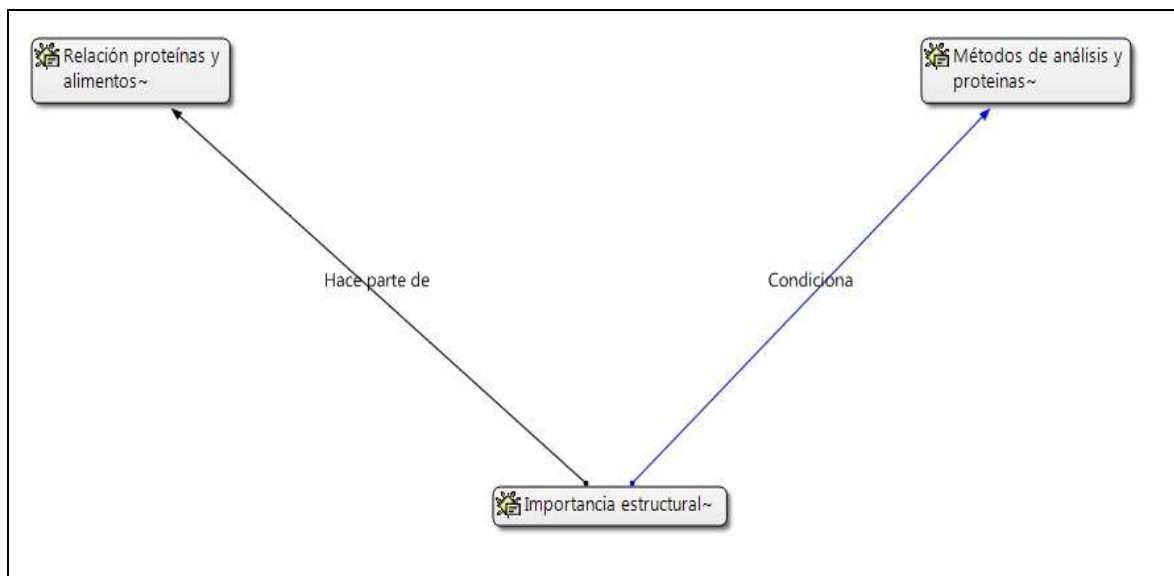 Relación proteínas y
alimentos~
Métodos de análisis y
proteinas~
Hace parte de
Condiciona
Importancia estructural~